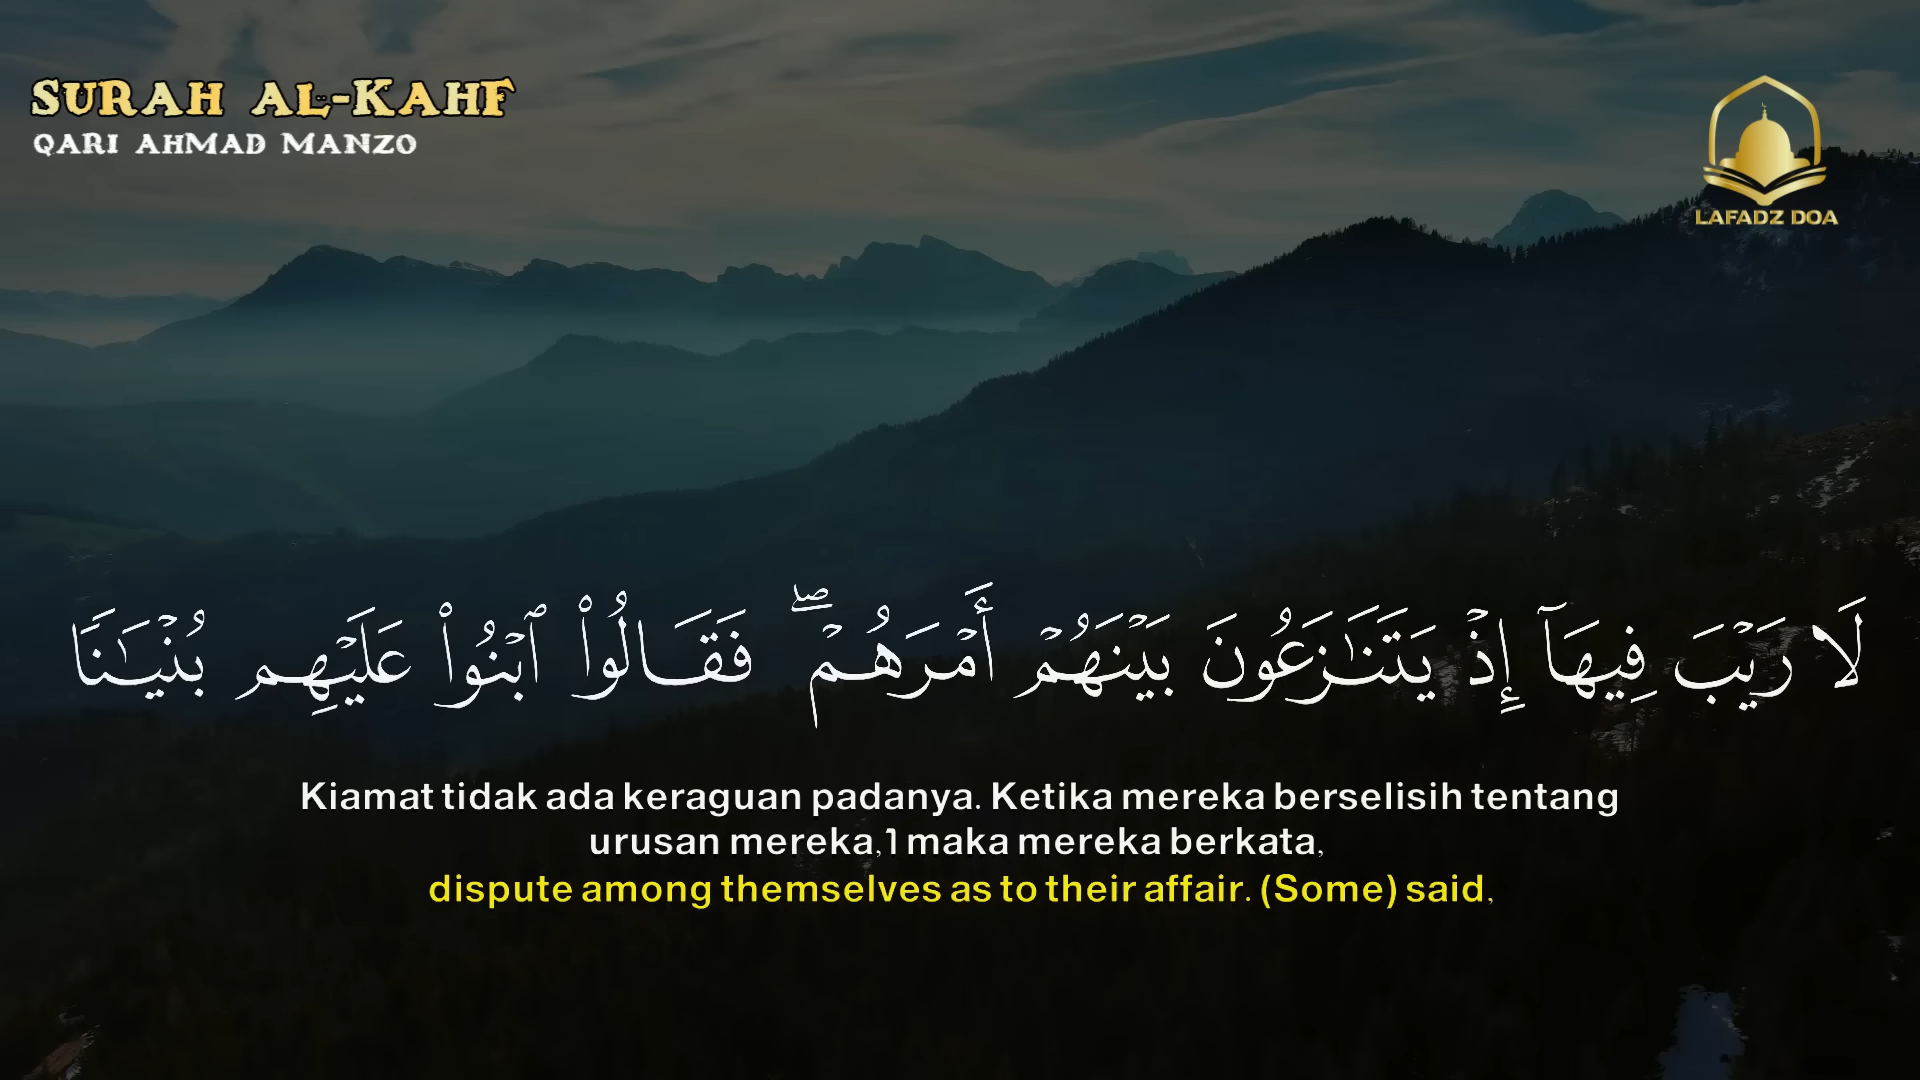 SURAH AL-KAHF
QARI AHMAD MANZO
LAFADZ DOA
لَا رَيْبَ فِيهَآ إِذْ يَتَنَٰزَعُونَ بَيْنَهُمْ أَمْرَهُمْ ۖ فَقَالُوا۟ ٱبْنُوا۟ عَلَيْهِم بُنْيَٰنًا
Kiamat tidak ada keraguan padanya. Ketika mereka berselisih tentang
urusan mereka,1 maka mereka berkata,
dispute among themselves as to their affair. (Some) said,